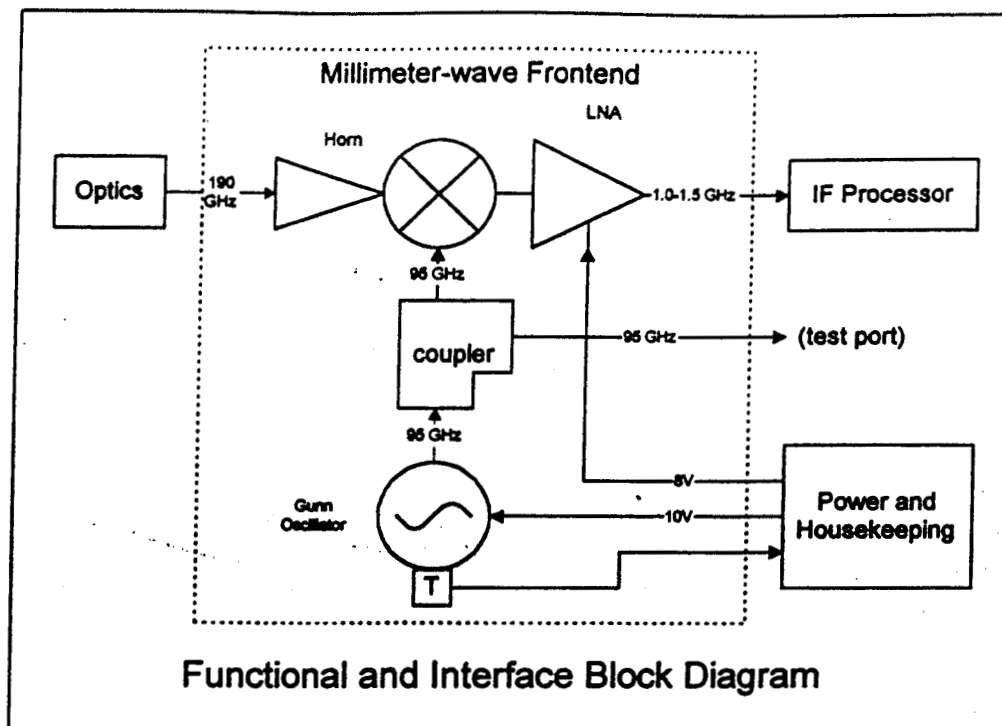 Millimeter-wave Frontend
LNA
Horn
Optics
190
GHz
1.0-1.5 GHz
IF Processor
95 GHz
coupler
95 GHz
(test port)
95 GHz
Gunn
Oscillitor
8V
10V
Power and
Housekeeping
T
Functional and Interface Block Diagram